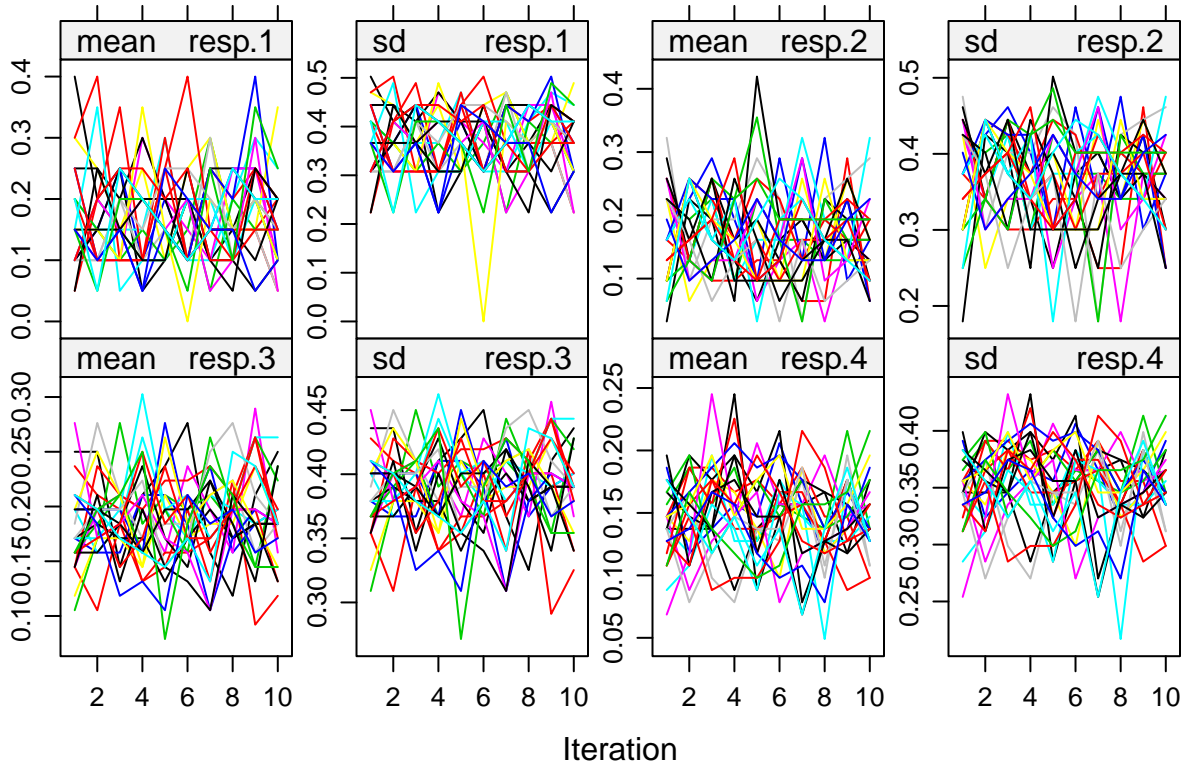 mean resp.1
sd resp.1
mean resp.2
sd resp.2
0.0 0.1 0.2 0.3 0.4
0.0 0.1 0.2 0.3 0.4 0.5
0.1 0.2 0.3 0.4
0.2 0.3 0.4 0.5
mean resp.3
sd resp.3
mean resp.4
sd resp.4
0.10 0.15 0.20 0.25 0.30
0.30 0.35 0.40 0.45
0.05 0.10 0.15 0.20 0.25
0.25 0.30 0.35 0.40
2 4 6 8 10
2 4 6 8 10
2 4 6 8 10
2 4 6 8 10
Iteration